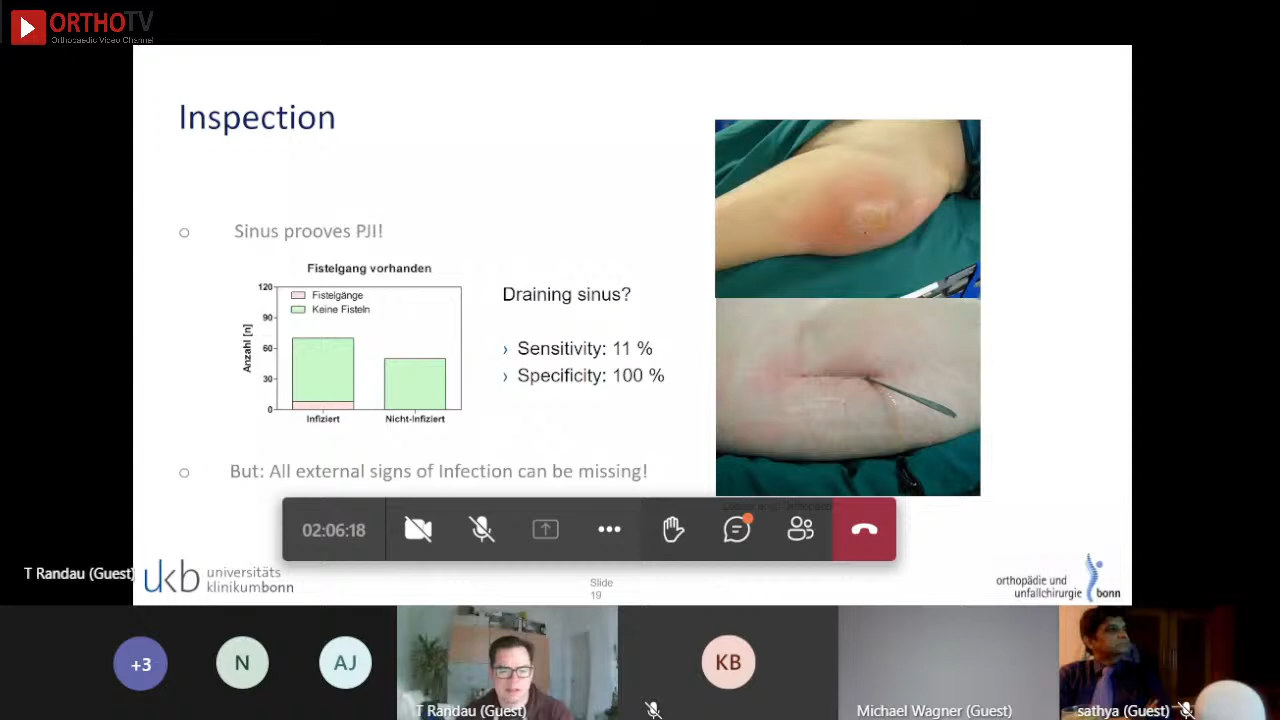 ORTHOTV
Orthopaedic Video Channel
Inspection
Sinus prooves PJI!
Fistelgang vorhanden
120
90
60
30
0
Anzahl [n]
Fistelgänge
Keine Fisteln
Infiziert
Nicht-Infiziert
Draining sinus?
› Sensitivity: 11 %
› Specificity: 100 %
But: All external signs of Infection can be missing!
02:06:18
T Randau (Guest)
ukb universitäts
klinikumbonn
Slide
19
orthopädie und
unfallchirurgie bonn
+3
N
AJ
T Randau (Guest)
KB
Michael Wagner (Guest)
sathya (Guest)